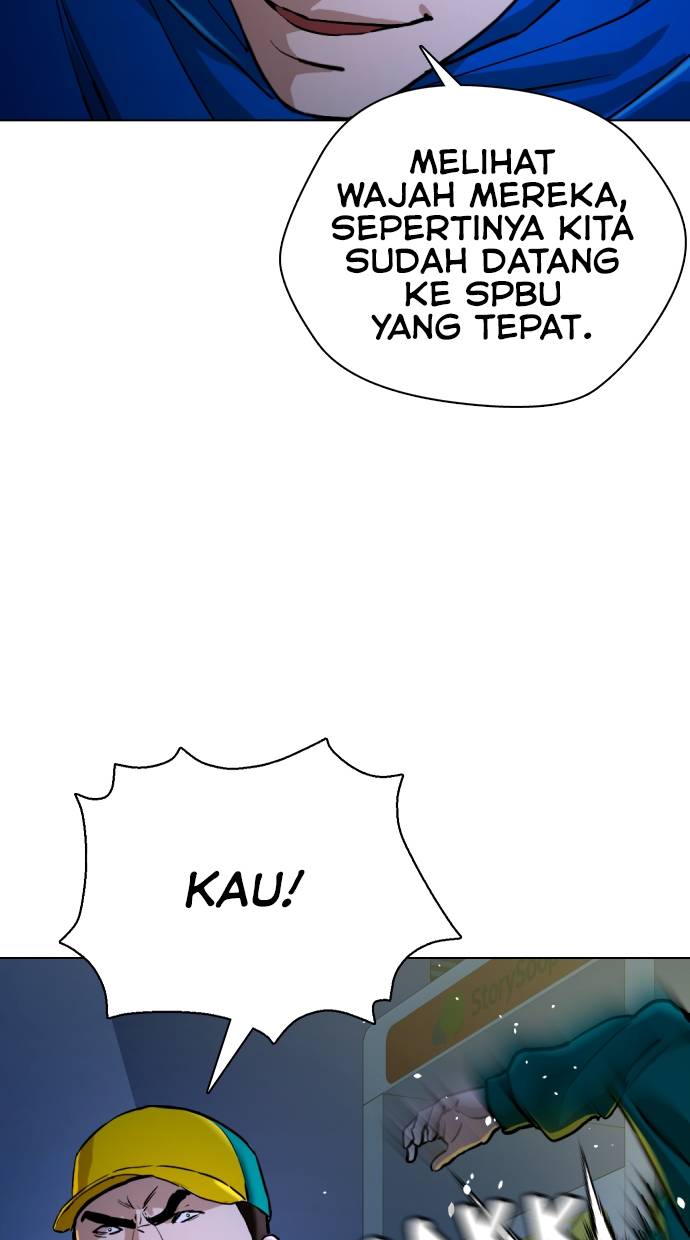 MELIHAT
WAJAH MEREKA,
SEPERTINYA KITA
SUDAH DATANG
KE SPBU
YANG TEPAT.
KAU!